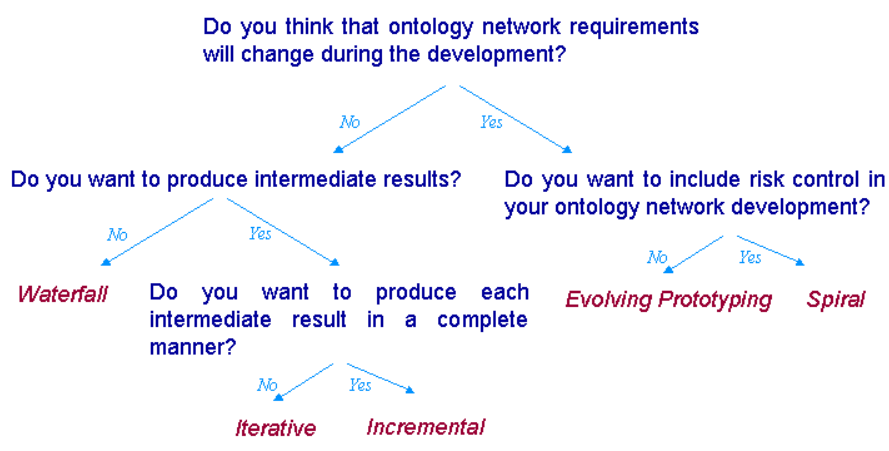 Do you think that ontology network requirements
will change during the development?
No
Yes
Do you want to produce intermediate results?
Do you want to include risk control in
your ontology network development?
No
Yes
No
Yes
Waterfall
Do you want to produce each
intermediate result in a complete
manner?
Evolving Prototyping
Spiral
No
Yes
Iterative
Incremental